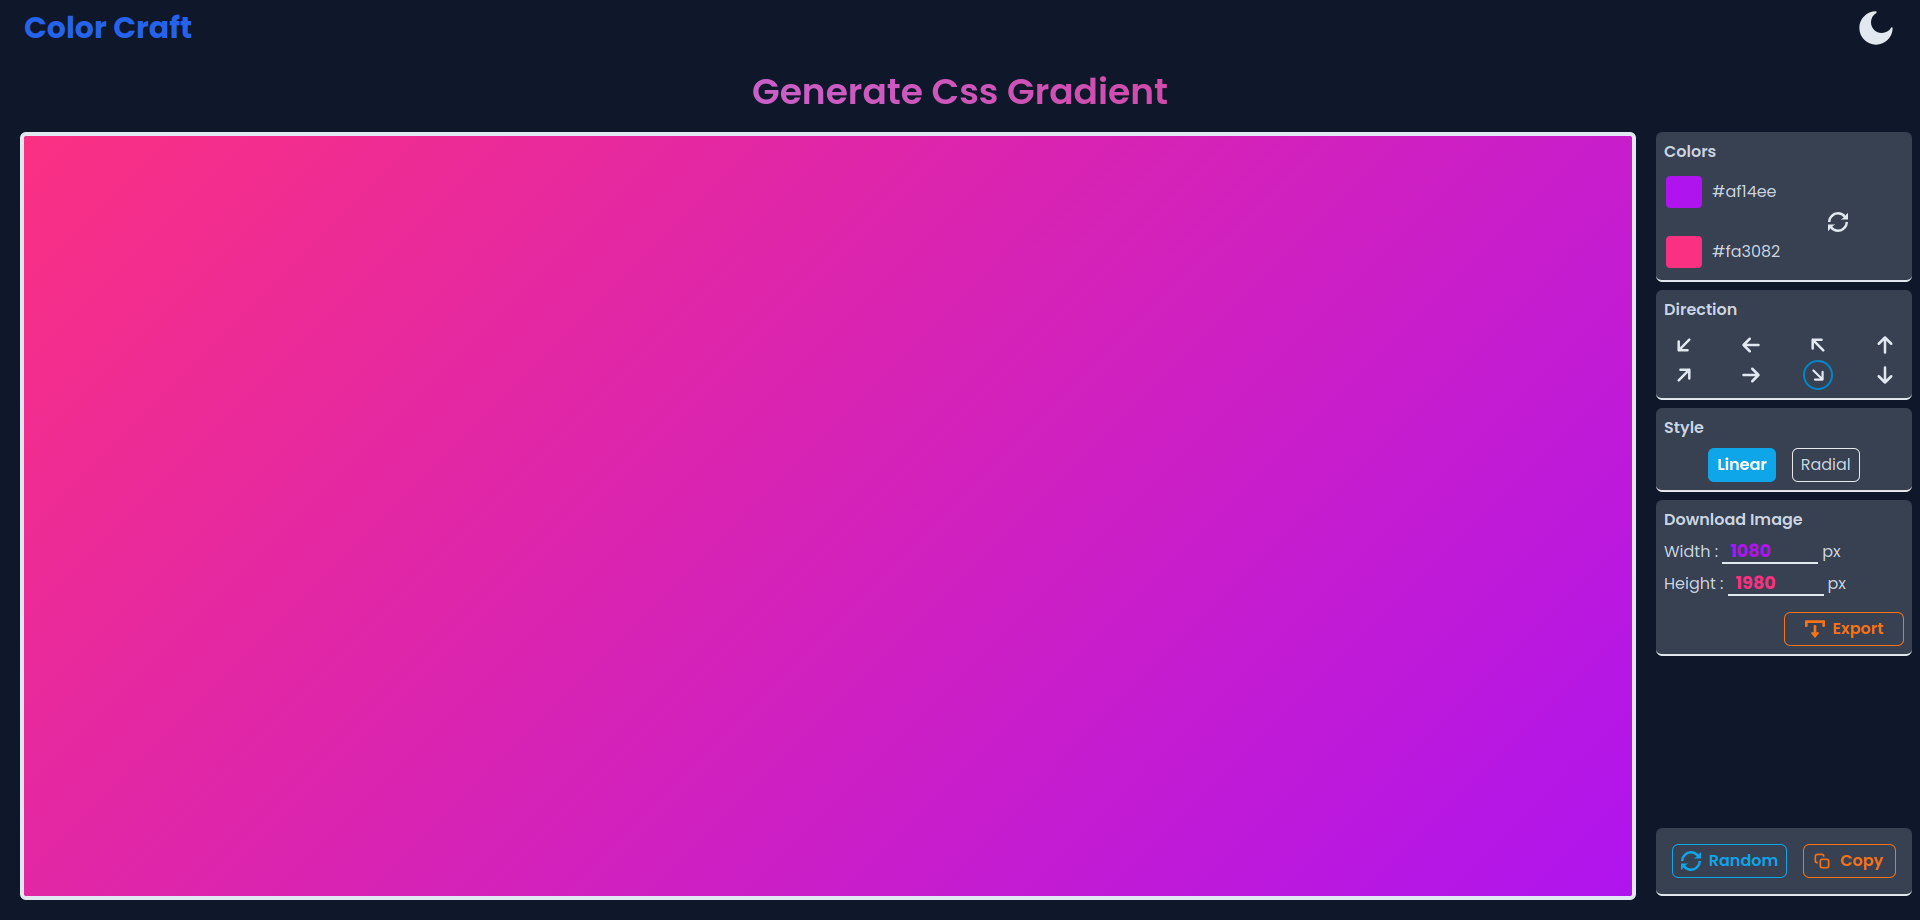 Color Craft
Generate Css Gradient
Colors
#af14ee
#fa3082
Direction
Style
Linear Radial
Download Image
Width : 1080 px
Height : 1980 px
Export
Random Copy